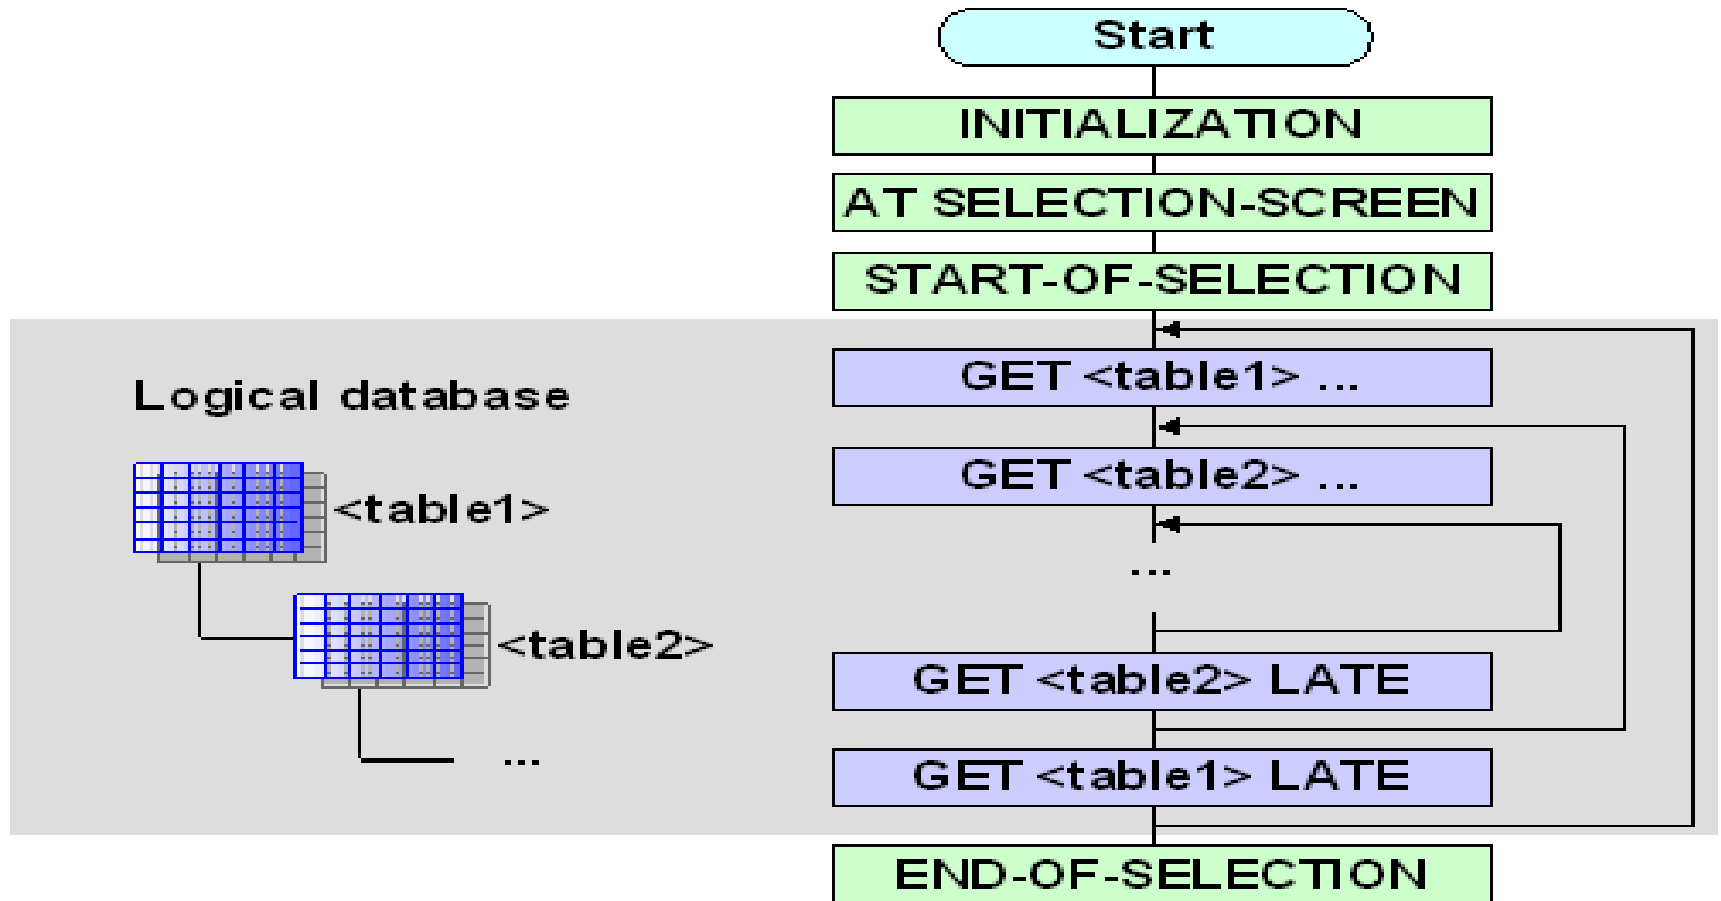 Start
INITIALIZATION
AT SELECTION-SCREEN
START-OF-SELECTION
GET <table1> ...
Logical database
GET <table2> ...
<table1>
...
<table2>
GET <table2> LATE
...
GET <table1> LATE
END-OF-SELECTION